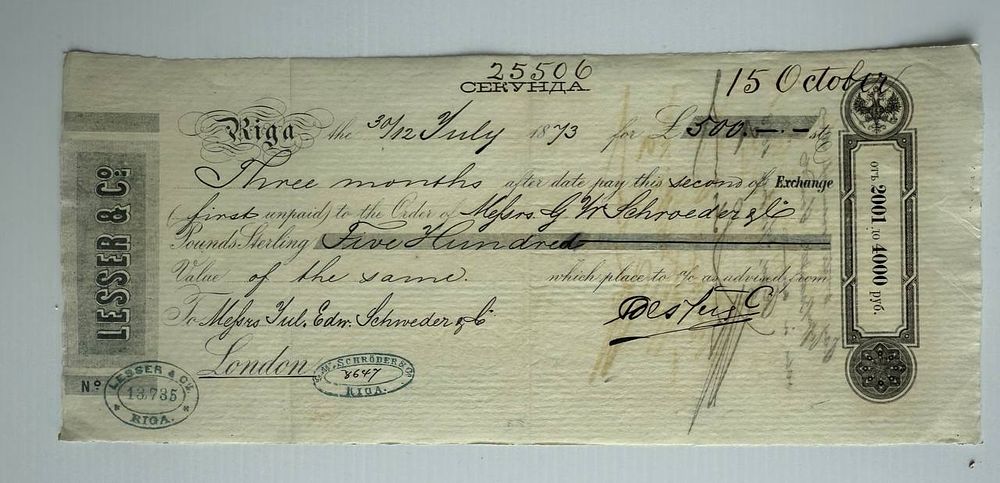 25506
СЕКУНДА
15 October
Riga the 30/12 July 1873 for £ 500.—.— stg
Three months after date pay this second of Exchange
(first unpaid) to the Order of Messrs. G. W. Schroeder & Co
Pounds Sterling Five Hundred
Value of the same. which place to a/c as advised from
To Messrs Jul. Edw. Schweder & Co
London
LESSER & Co.
No
LESSER & Co.
13,735
RIGA.
G. W. SCHRÖDER & Co.
8647
RIGA.
отъ 2001 до 4000 руб.